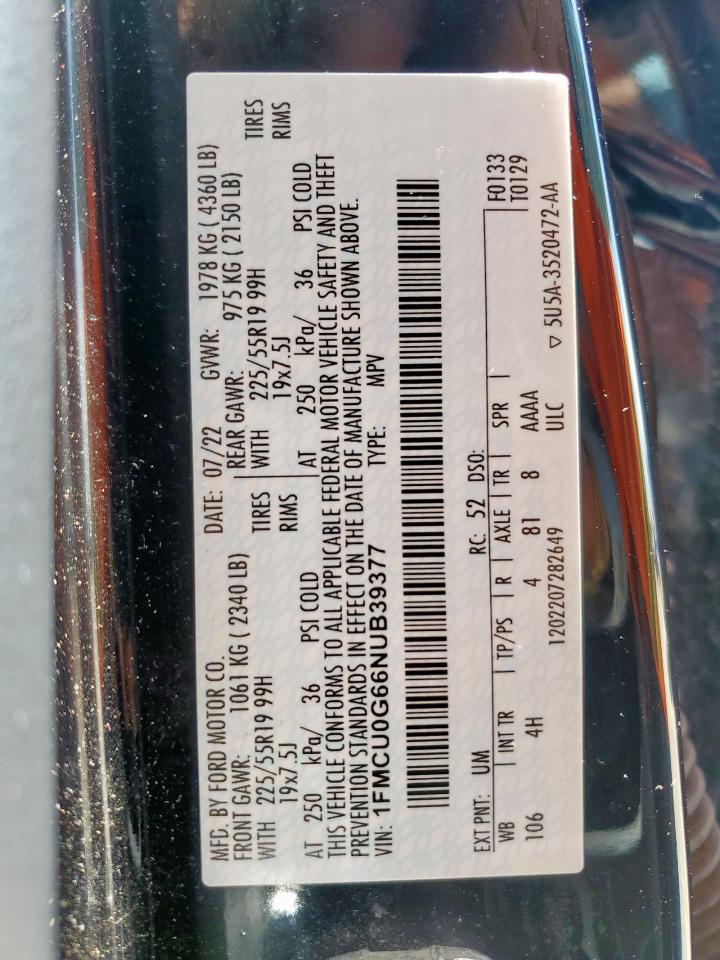 MFD. BY FORD MOTOR CO. DATE: 07/22 GVWR: 1978 KG ( 4360 LB)
FRONT GAWR: 1061 KG ( 2340 LB) REAR GAWR: 975 KG ( 2150 LB)
WITH 225/55R19 99H TIRES WITH 225/55R19 99H TIRES
19x7.5J RIMS 19x7.5J RIMS
AT 250 kPa/ 36 PSI COLD AT 250 kPa/ 36 PSI COLD
THIS VEHICLE CONFORMS TO ALL APPLICABLE FEDERAL MOTOR VEHICLE SAFETY AND THEFT
PREVENTION STANDARDS IN EFFECT ON THE DATE OF MANUFACTURE SHOWN ABOVE.
VIN: 1FMCU0G66NUB39377 TYPE: MPV
EXT PNT: UM RC: 52 DSO: F0133
WB INT TR TP/PS R AXLE TR SPR T0129
106 4H 4 81 8 AAAA
1202207282649 ULC ▽ 5U5A-3520472-AA